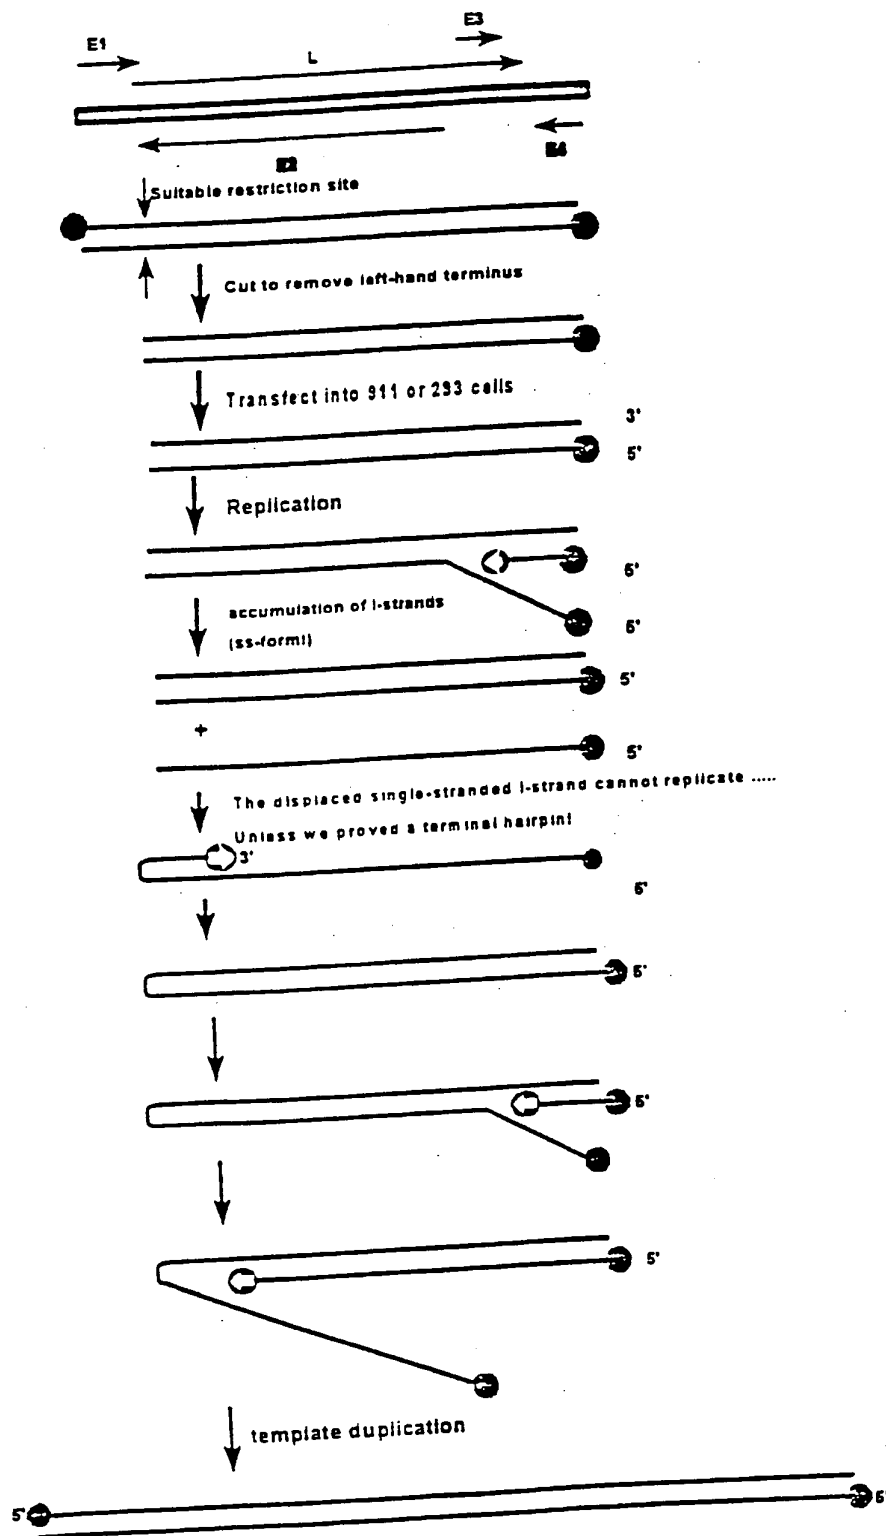 E3
E1
L
E2
E4
Suitable restriction site
Cut to remove left-hand terminus
Transfect into 911 or 293 cells
3'
5'
Replication
5'
accumulation of l-strands
(ss-form!)
5'
5'
+
5'
The displaced single-stranded l-strand cannot replicate .....
Unless we proved a terminal hairpin!
3'
5'
5'
5'
5'
template duplication
5'
5'